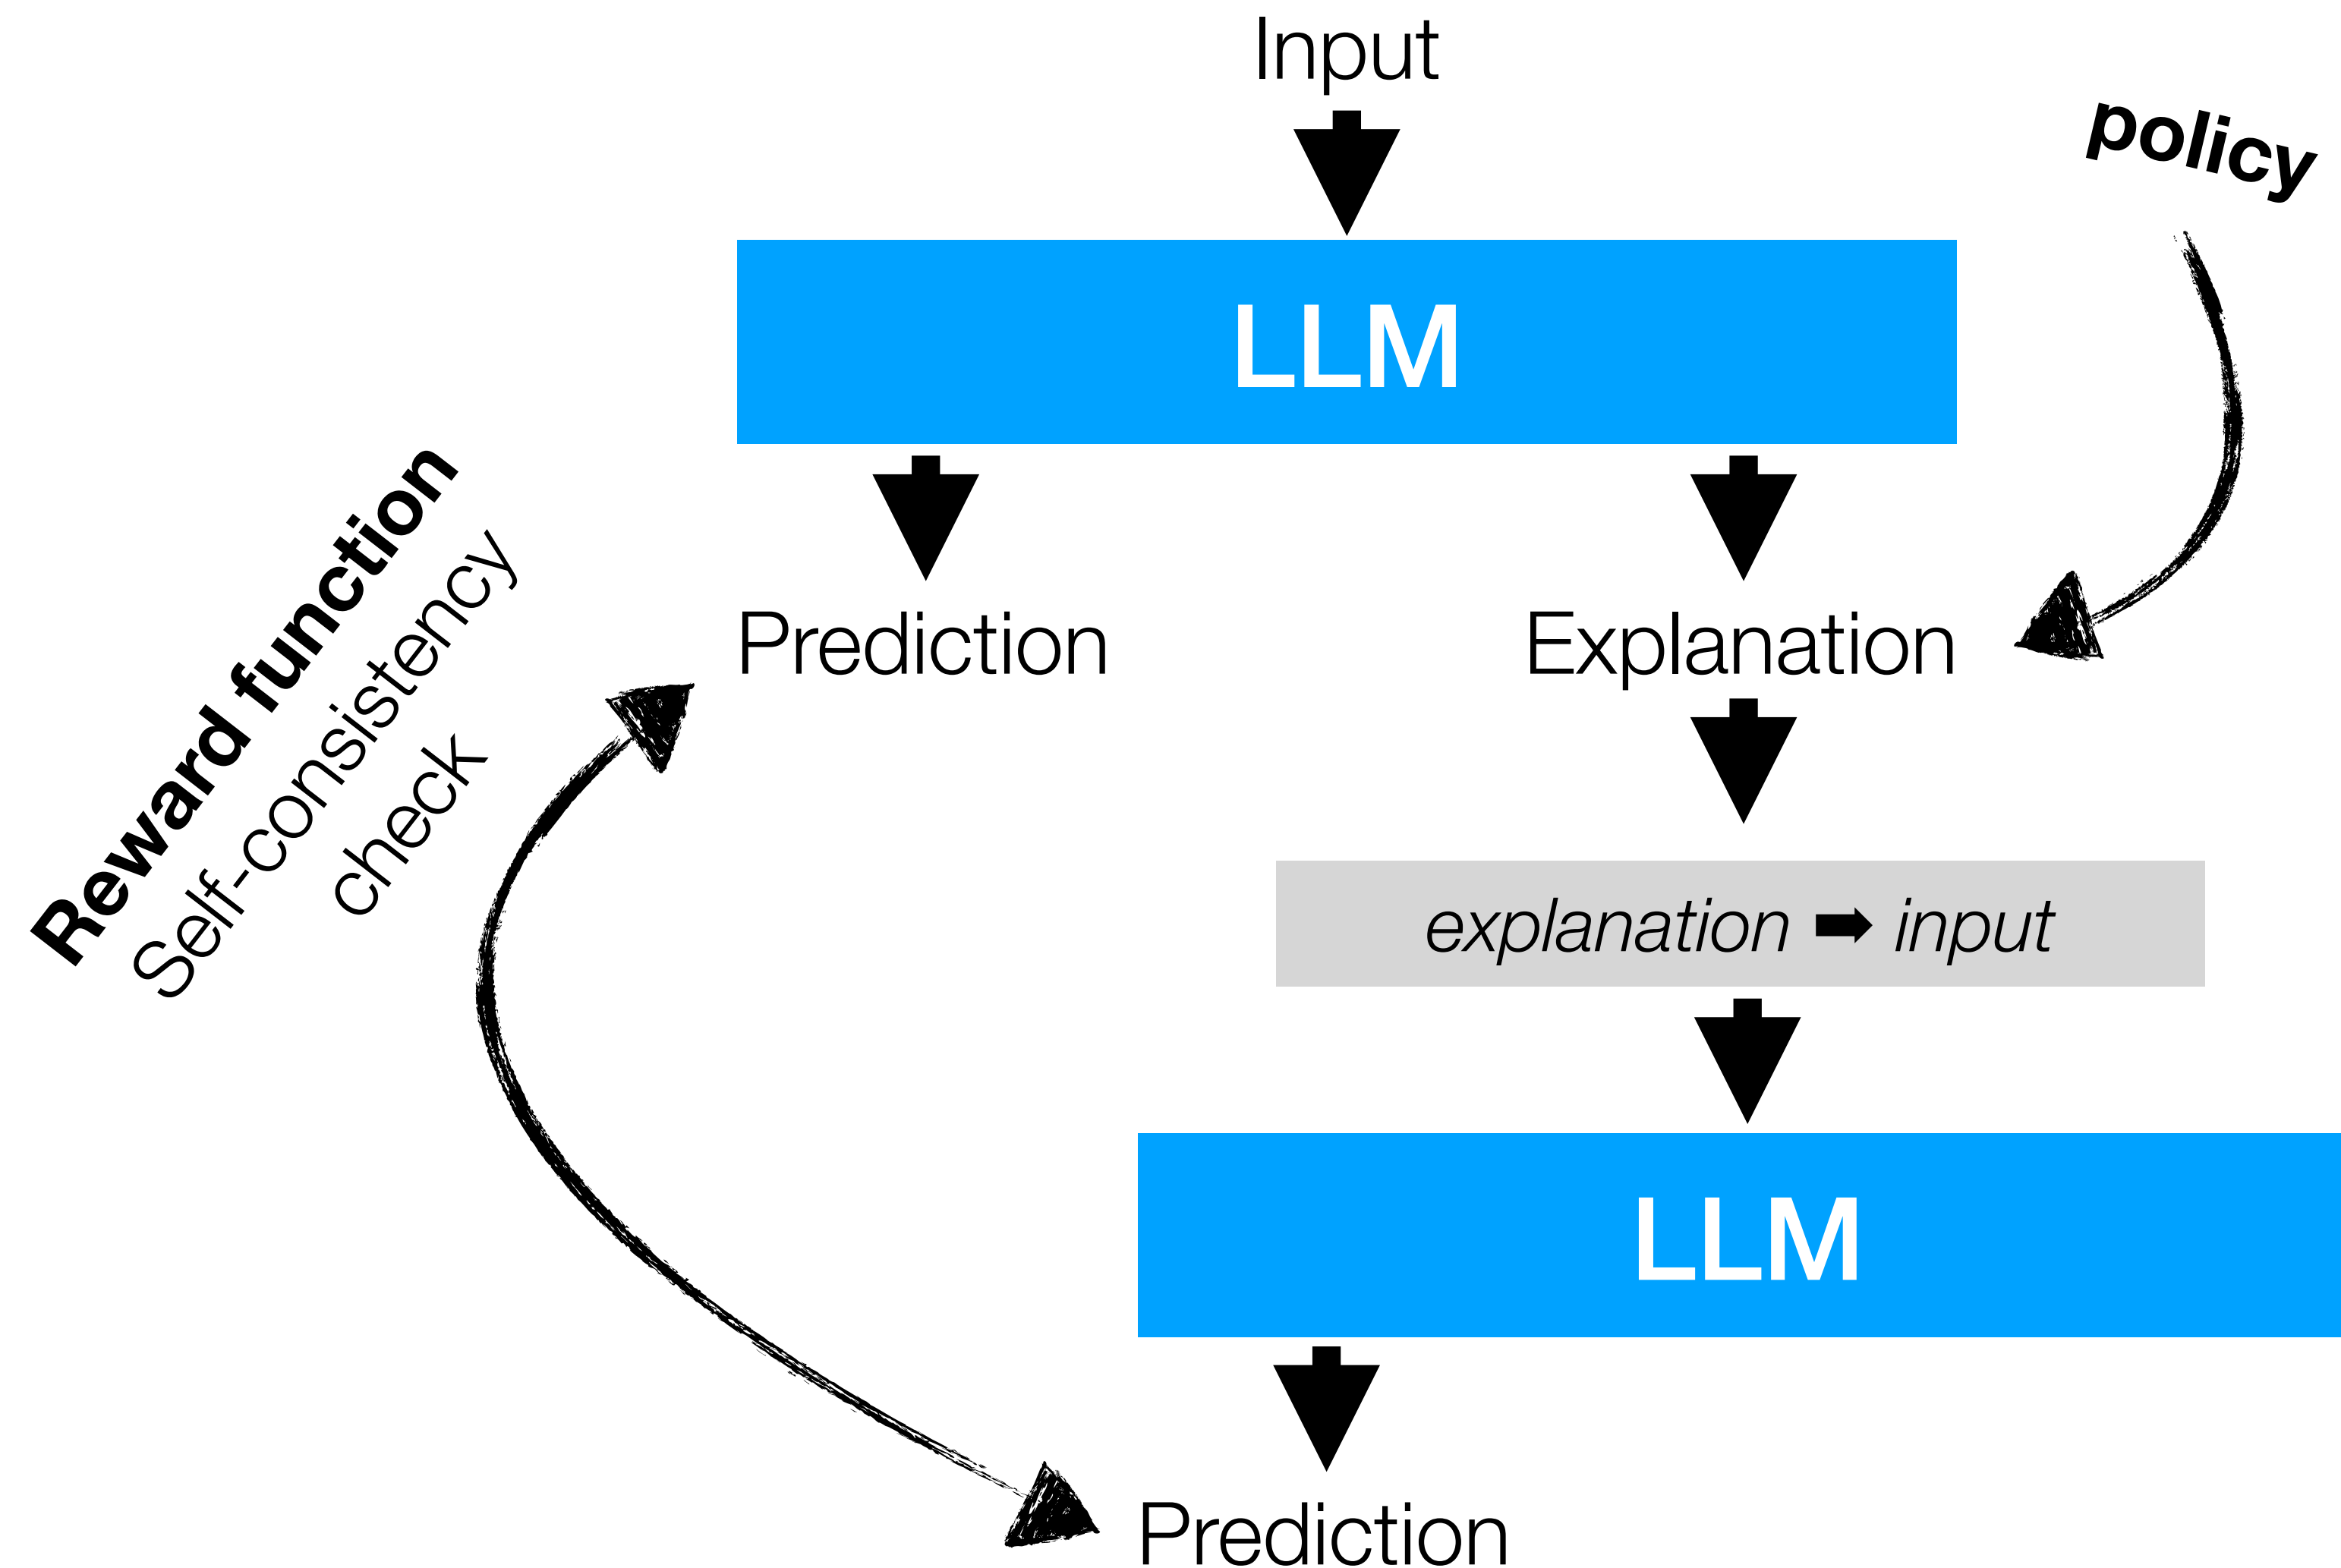 Input
policy
LLM
Prediction
Explanation
Reward function
Self-consistency
check
explanation ➡ input
LLM
Prediction